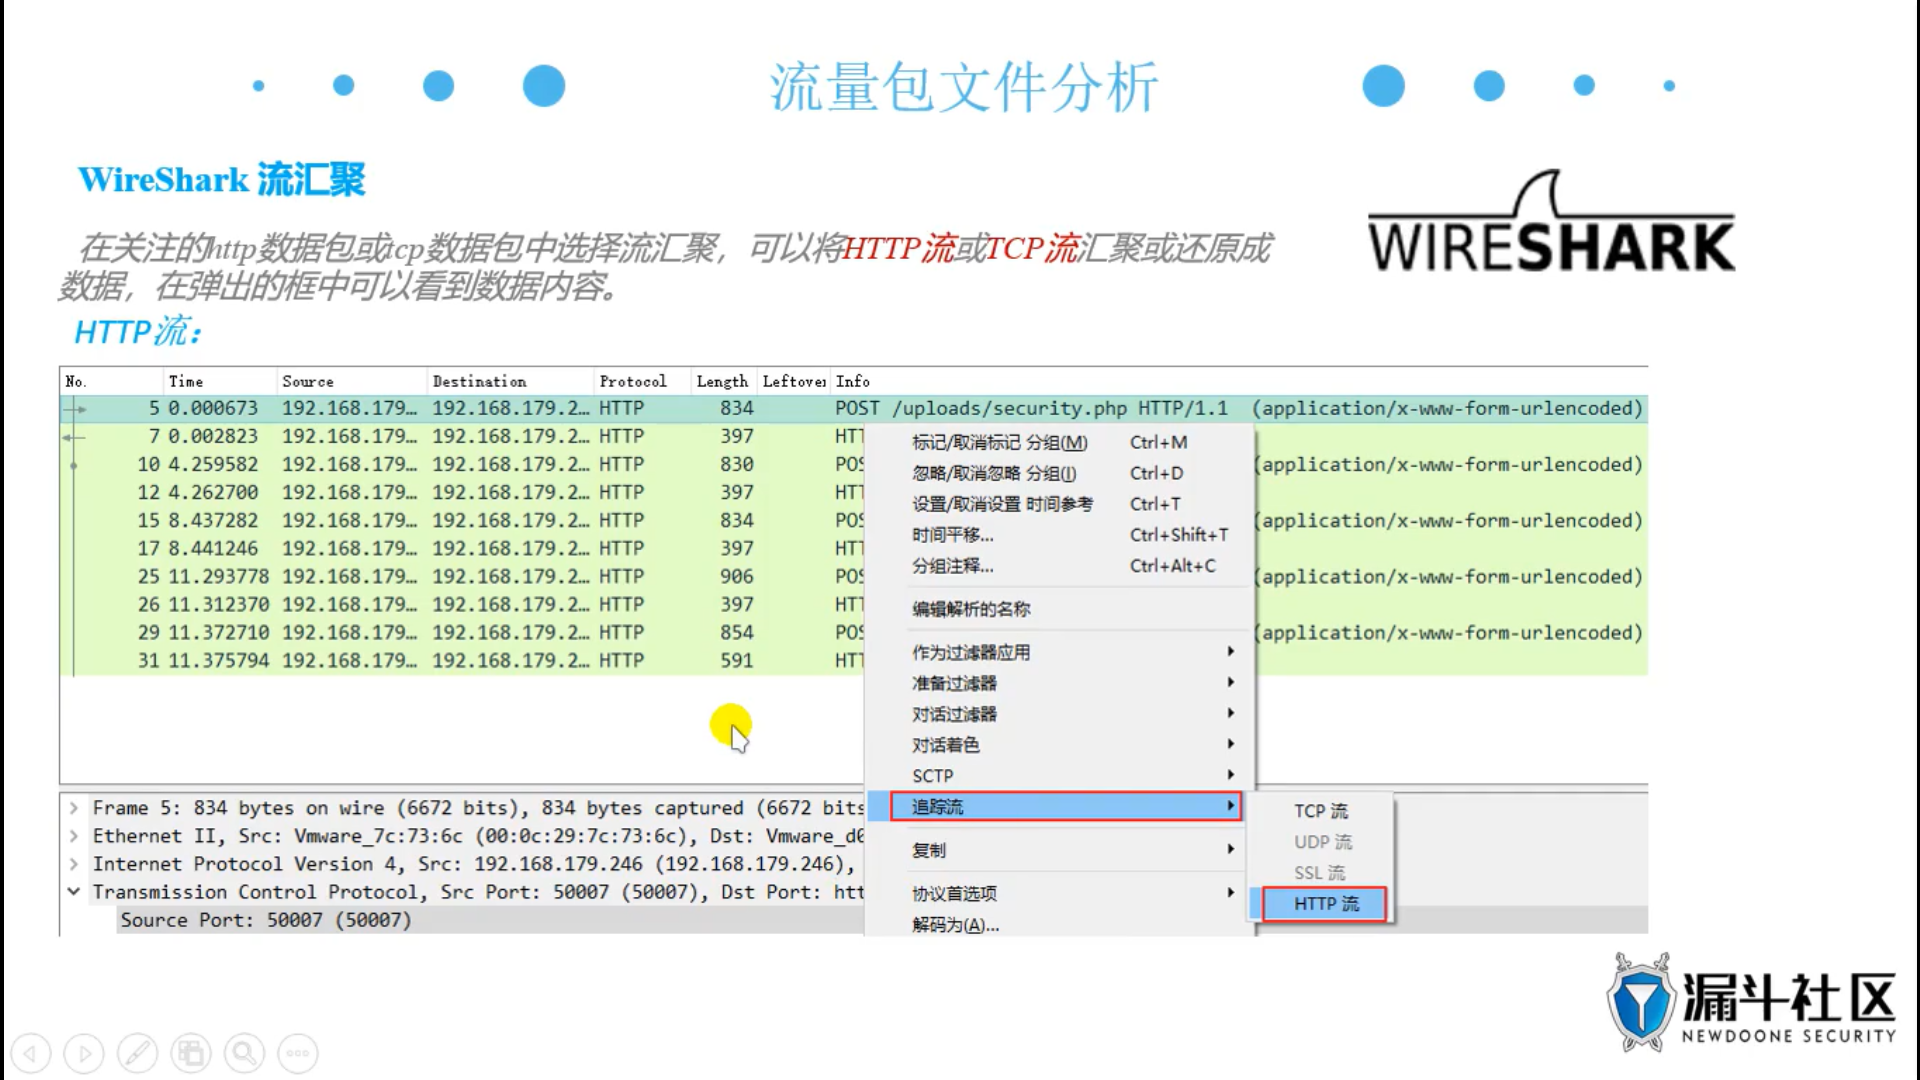 流量包文件分析
WireShark 流汇聚
WIRESHARK
在关注的http数据包或tcp数据包中选择流汇聚，可以将HTTP流或TCP流汇聚或还原成
数据，在弹出的框中可以看到数据内容。
HTTP流：
No. Time Source Destination Protocol Length Leftover Info
5 0.000673 192.168.179… 192.168.179.2… HTTP 834 POST /uploads/security.php HTTP/1.1 (application/x-www-form-urlencoded)
7 0.002823 192.168.179… 192.168.179.2… HTTP 397 HTT
10 4.259582 192.168.179… 192.168.179.2… HTTP 830 POS (application/x-www-form-urlencoded)
12 4.262700 192.168.179… 192.168.179.2… HTTP 397 HTT
15 8.437282 192.168.179… 192.168.179.2… HTTP 834 POS (application/x-www-form-urlencoded)
17 8.441246 192.168.179… 192.168.179.2… HTTP 397 HTT
25 11.293778 192.168.179… 192.168.179.2… HTTP 906 POS (application/x-www-form-urlencoded)
26 11.312370 192.168.179… 192.168.179.2… HTTP 397 HTT
29 11.372710 192.168.179… 192.168.179.2… HTTP 854 POS (application/x-www-form-urlencoded)
31 11.375794 192.168.179… 192.168.179.2… HTTP 591 HTT
标记/取消标记 分组(M) Ctrl+M
忽略/取消忽略 分组(I) Ctrl+D
设置/取消设置 时间参考 Ctrl+T
时间平移... Ctrl+Shift+T
分组注释... Ctrl+Alt+C
编辑解析的名称
作为过滤器应用
准备过滤器
对话过滤器
对话着色
SCTP
追踪流
复制
协议首选项
解码为(A)...
TCP 流
UDP 流
SSL 流
HTTP 流
Frame 5: 834 bytes on wire (6672 bits), 834 bytes captured (6672 bits
Ethernet II, Src: Vmware_7c:73:6c (00:0c:29:7c:73:6c), Dst: Vmware_d0
Internet Protocol Version 4, Src: 192.168.179.246 (192.168.179.246),
Transmission Control Protocol, Src Port: 50007 (50007), Dst Port: htt
Source Port: 50007 (50007)
漏斗社区
NEWDOONE SECURITY